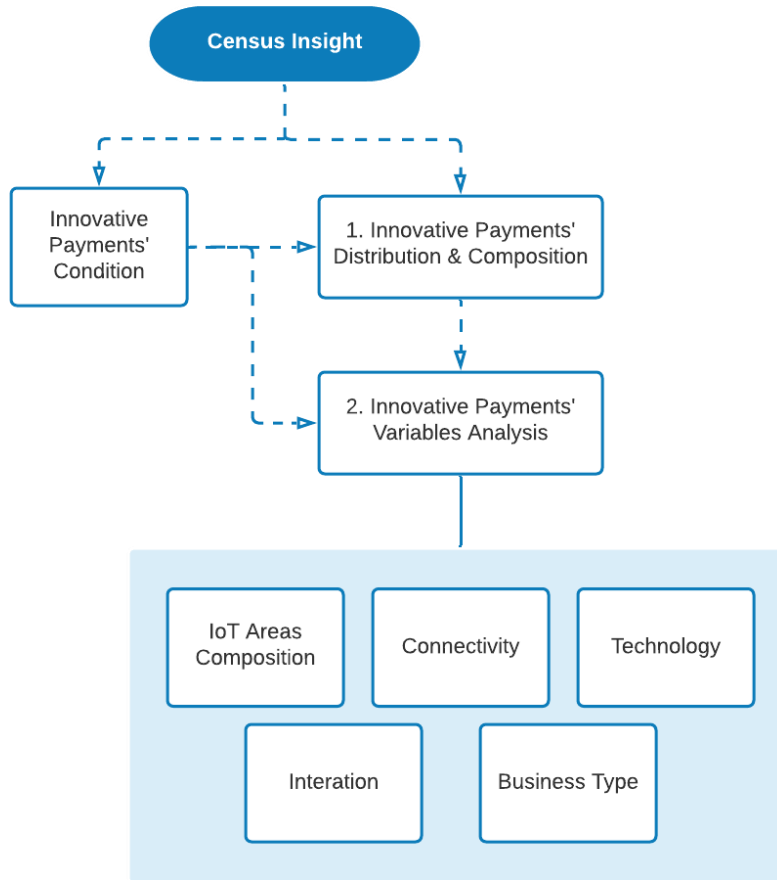 Census Insight
Innovative
Payments'
Condition
1. Innovative Payments'
Distribution & Composition
2. Innovative Payments'
Variables Analysis
IoT Areas
Composition
Connectivity
Technology
Interation
Business Type